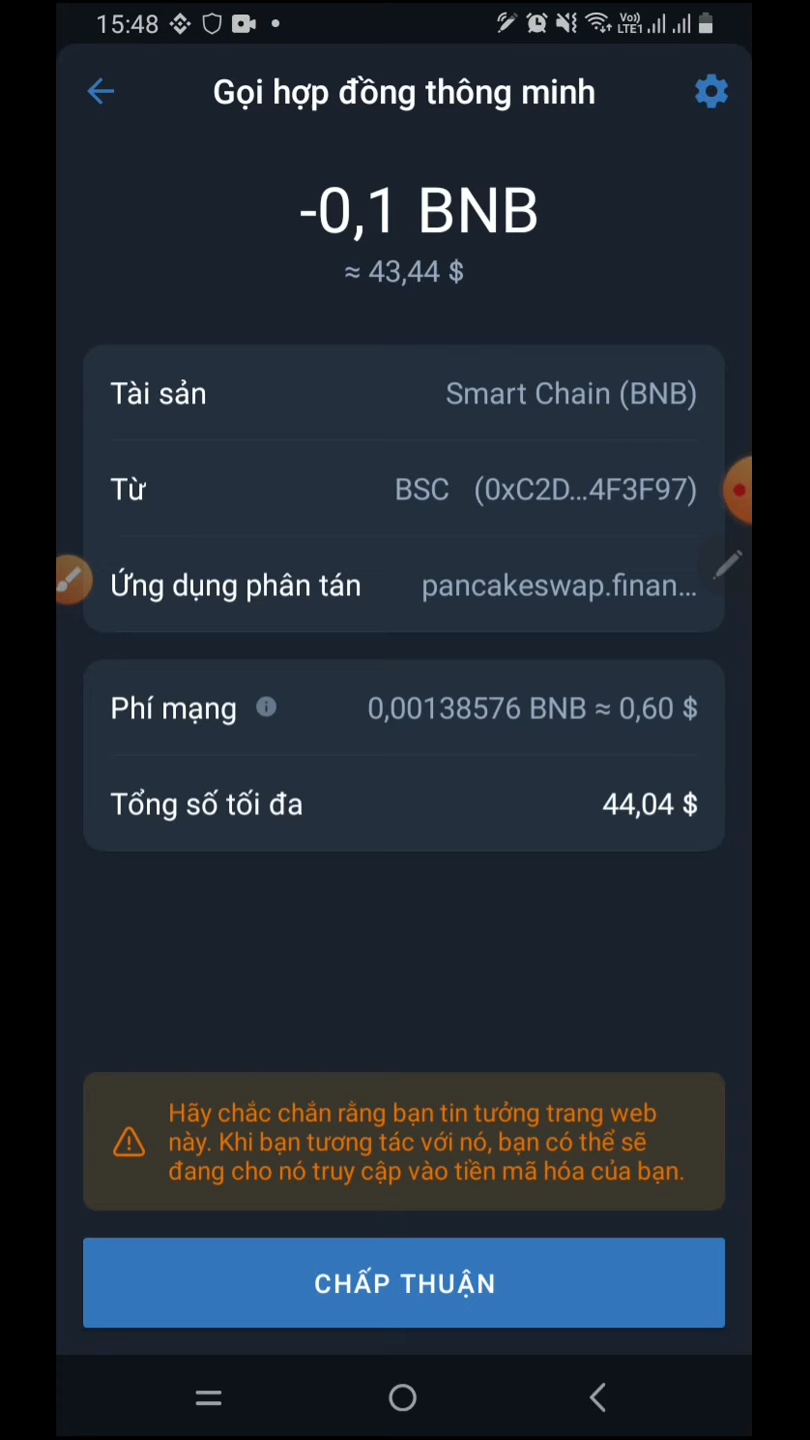 15:48
Vo))
LTE1
Gọi hợp đồng thông minh
-0,1 BNB
≈ 43,44 $
Tài sản Smart Chain (BNB)
Từ BSC (0xC2D...4F3F97)
Ứng dụng phân tán pancakeswap.finan...
Phí mạng 0,00138576 BNB ≈ 0,60 $
Tổng số tối đa 44,04 $
Hãy chắc chắn rằng bạn tin tưởng trang web
này. Khi bạn tương tác với nó, bạn có thể sẽ
đang cho nó truy cập vào tiền mã hóa của bạn.
CHẤP THUẬN